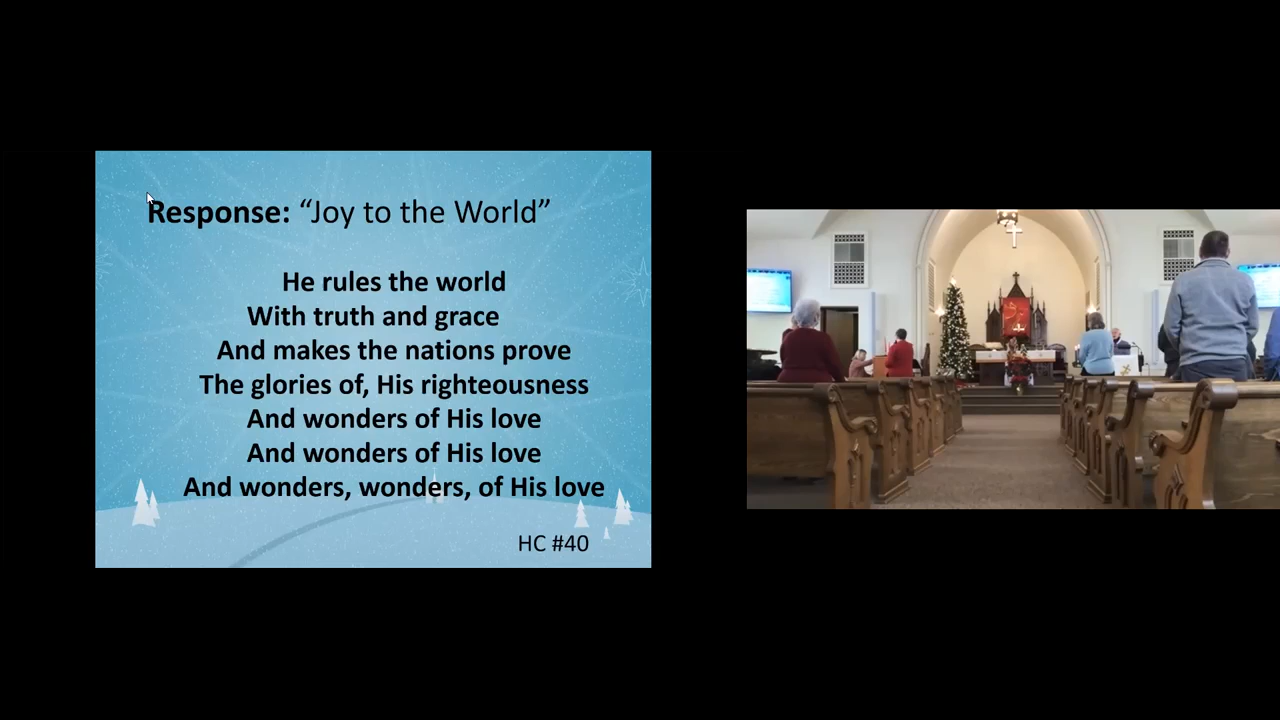 Response: “Joy to the World”
He rules the world
With truth and grace
And makes the nations prove
The glories of, His righteousness
And wonders of His love
And wonders of His love
And wonders, wonders, of His love
HC #40